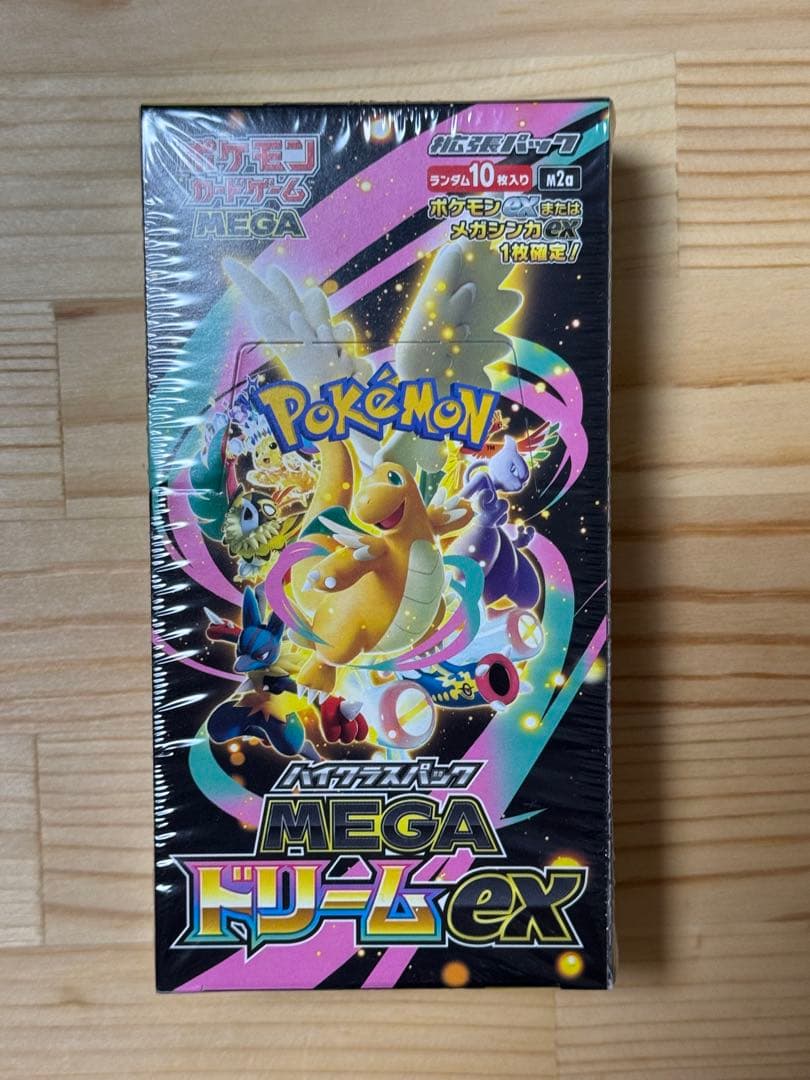 ポケモン
カードゲーム
MEGA
拡張パック
ランダム10枚入り M2a
ポケモンexまたは
メガシンカex
1枚確定!
POKéMON
TM
ハイクラスパック
MEGA
ドリームex